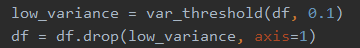 low_variance = var_threshold(df, 0.1)
df = df.drop(low_variance, axis=1)